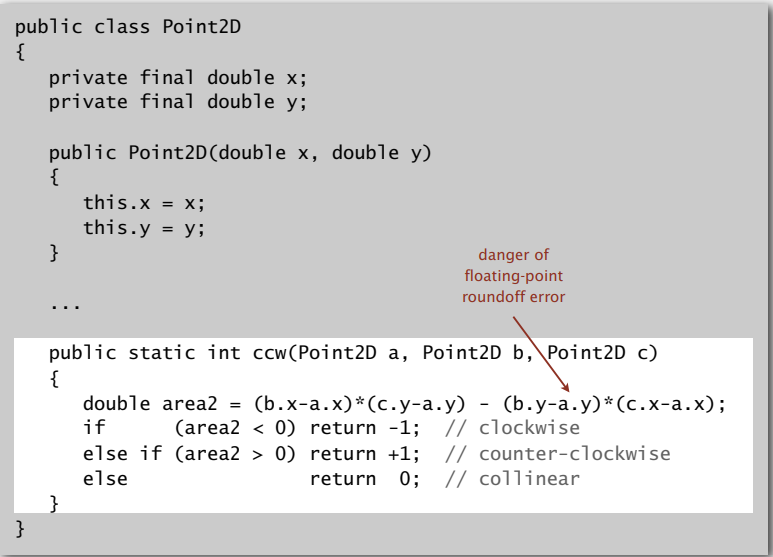 public class Point2D
{
   private final double x;
   private final double y;

   public Point2D(double x, double y)
   {
      this.x = x;
      this.y = y;
   }

danger of
floating-point
roundoff error

   ...

   public static int ccw(Point2D a, Point2D b, Point2D c)
   {
      double area2 = (b.x-a.x)*(c.y-a.y) - (b.y-a.y)*(c.x-a.x);
      if      (area2 < 0) return -1;  // clockwise
      else if (area2 > 0) return +1;  // counter-clockwise
      else                return  0;  // collinear
   }
}